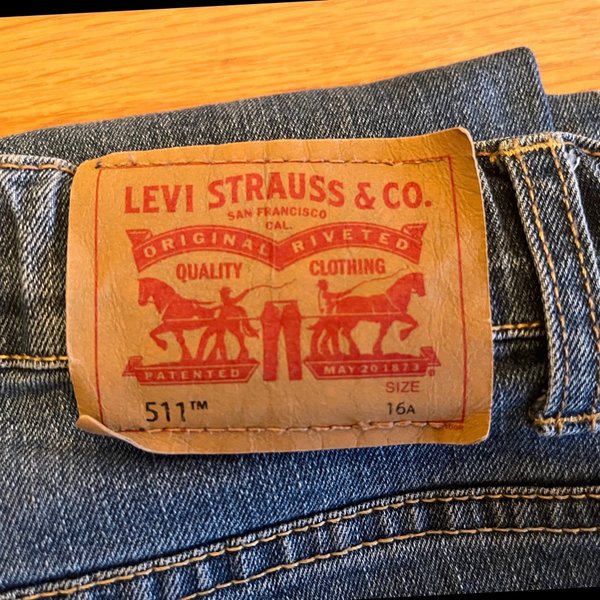 LEVI STRAUSS & CO.
SAN FRANCISCO
CAL.
ORIGINAL RIVETED
QUALITY CLOTHING
PATENTED MAY 20 1873
SIZE
511™ 16A